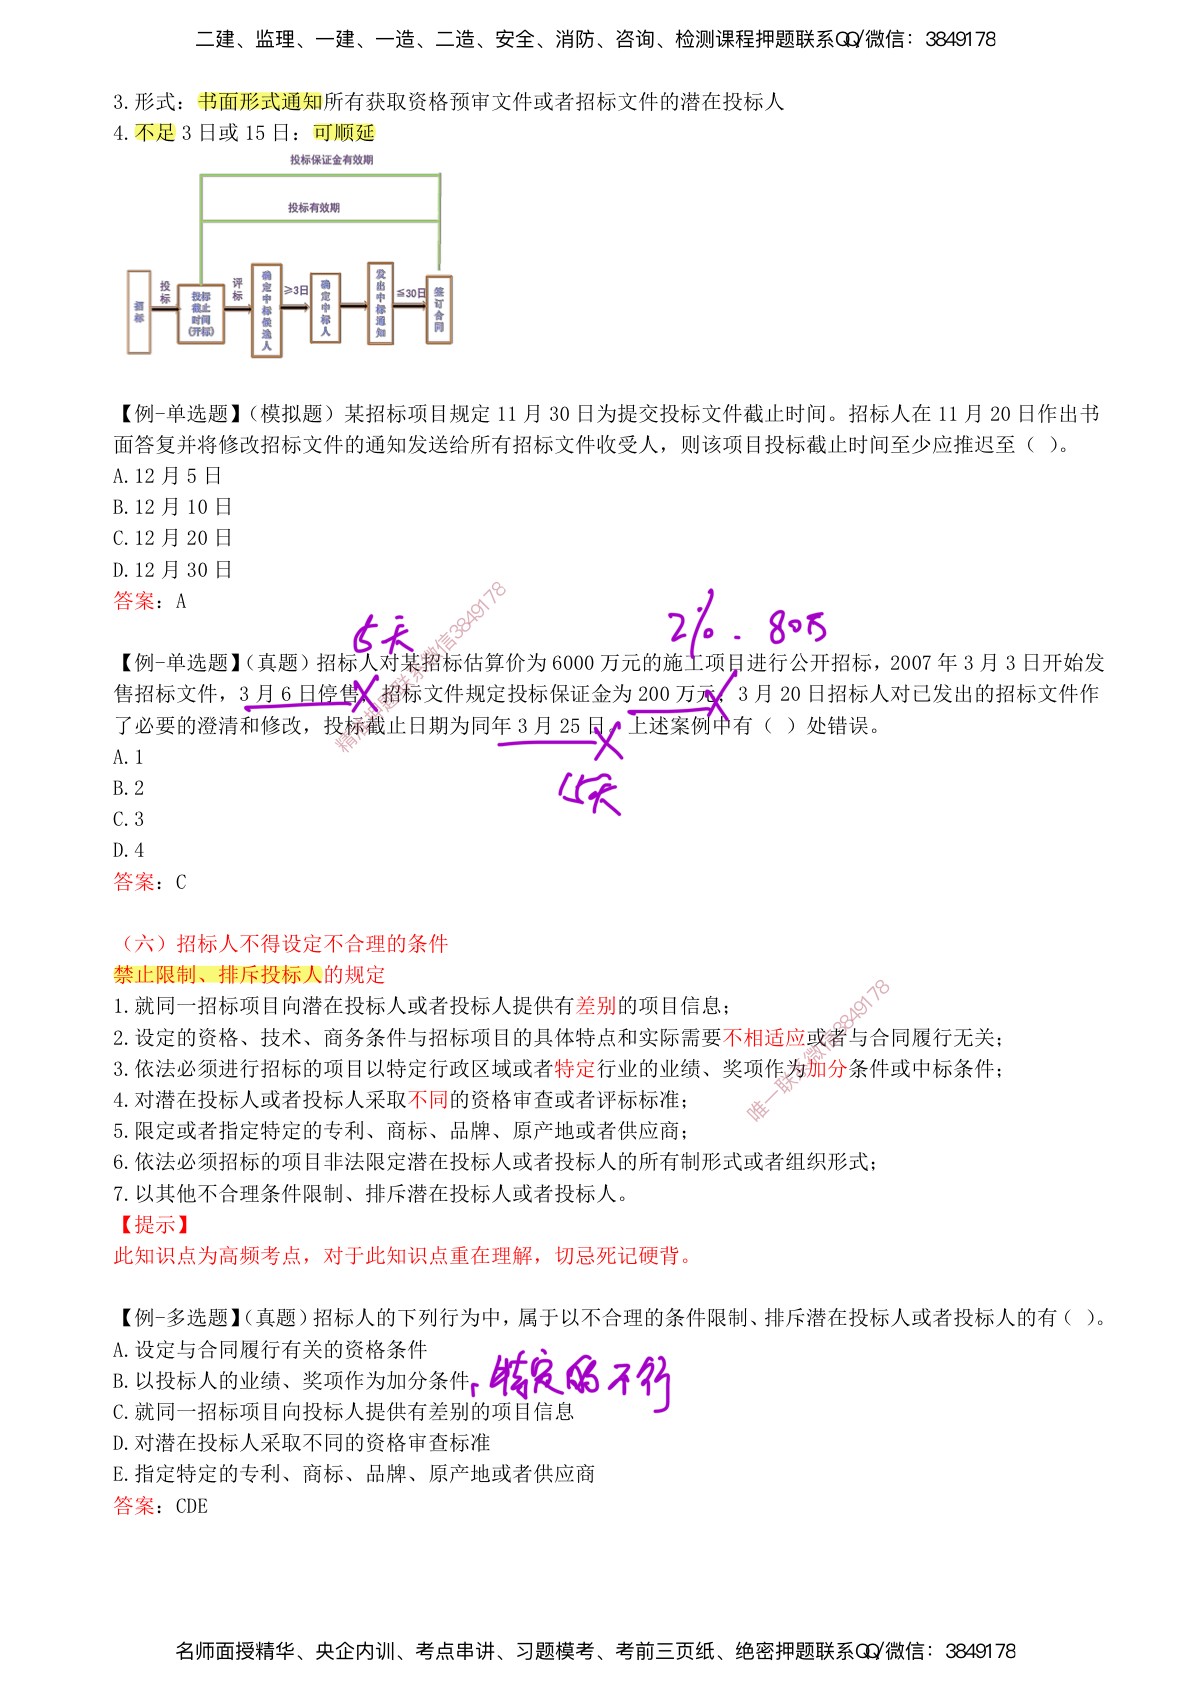 二建、监理、一建、一造、二造、安全、消防、咨询、检测课程押题联系QQ/微信：3849178
3.形式：书面形式通知所有获取资格预审文件或者招标文件的潜在投标人
4.不足 3 日或 15 日：可顺延
投标保证金有效期
投标有效期
招标
投标
投标截止时间(开标)
评标
确定中标候选人
≥3日
确定中标人
发出中标通知
≤30日
签订合同
【例-单选题】（模拟题）某招标项目规定 11 月 30 日为提交投标文件截止时间。招标人在 11 月 20 日作出书
面答复并将修改招标文件的通知发送给所有招标文件收受人，则该项目投标截止时间至少应推迟至（ ）。
A.12 月 5 日
B.12 月 10 日
C.12 月 20 日
D.12 月 30 日
答案：A
5天
2%. 80万
【例-单选题】（真题）招标人对某投标估算价为 6000 万元的施工项目进行公开招标，2007 年 3 月 3 日开始发
售招标文件，3 月 6 日停售，招标文件规定投标保证金为 200 万元；3 月 20 日招标人对已发出的招标文件作
了必要的澄清和修改，投标截止日期为同年 3 月 25 日。上述案例中有（ ）处错误。
15天
A.1
B.2
C.3
D.4
答案：C
精准押题联系微信3849178
（六）招标人不得设定不合理的条件
禁止限制、排斥投标人的规定
1.就同一招标项目向潜在投标人或者投标人提供有差别的项目信息；
2.设定的资格、技术、商务条件与招标项目的具体特点和实际需要不相适应或者与合同履行无关；
3.依法必须进行招标的项目以特定行政区域或者特定行业的业绩、奖项作为加分条件或中标条件；
4.对潜在投标人或者投标人采取不同的资格审查或者评标标准；
5.限定或者指定特定的专利、商标、品牌、原产地或者供应商；
6.依法必须招标的项目非法限定潜在投标人或者投标人的所有制形式或者组织形式；
7.以其他不合理条件限制、排斥潜在投标人或者投标人。
唯一联系微信3849178
【提示】
此知识点为高频考点，对于此知识点重在理解，切忌死记硬背。
【例-多选题】（真题）招标人的下列行为中，属于以不合理的条件限制、排斥潜在投标人或者投标人的有（ ）。
A.设定与合同履行有关的资格条件
B.以投标人的业绩、奖项作为加分条件
特定的不行
C.就同一招标项目向投标人提供有差别的项目信息
D.对潜在投标人采取不同的资格审查标准
E.指定特定的专利、商标、品牌、原产地或者供应商
答案：CDE
名师面授精华、央企内训、考点串讲、习题模考、考前三页纸、绝密押题联系QQ/微信：3849178